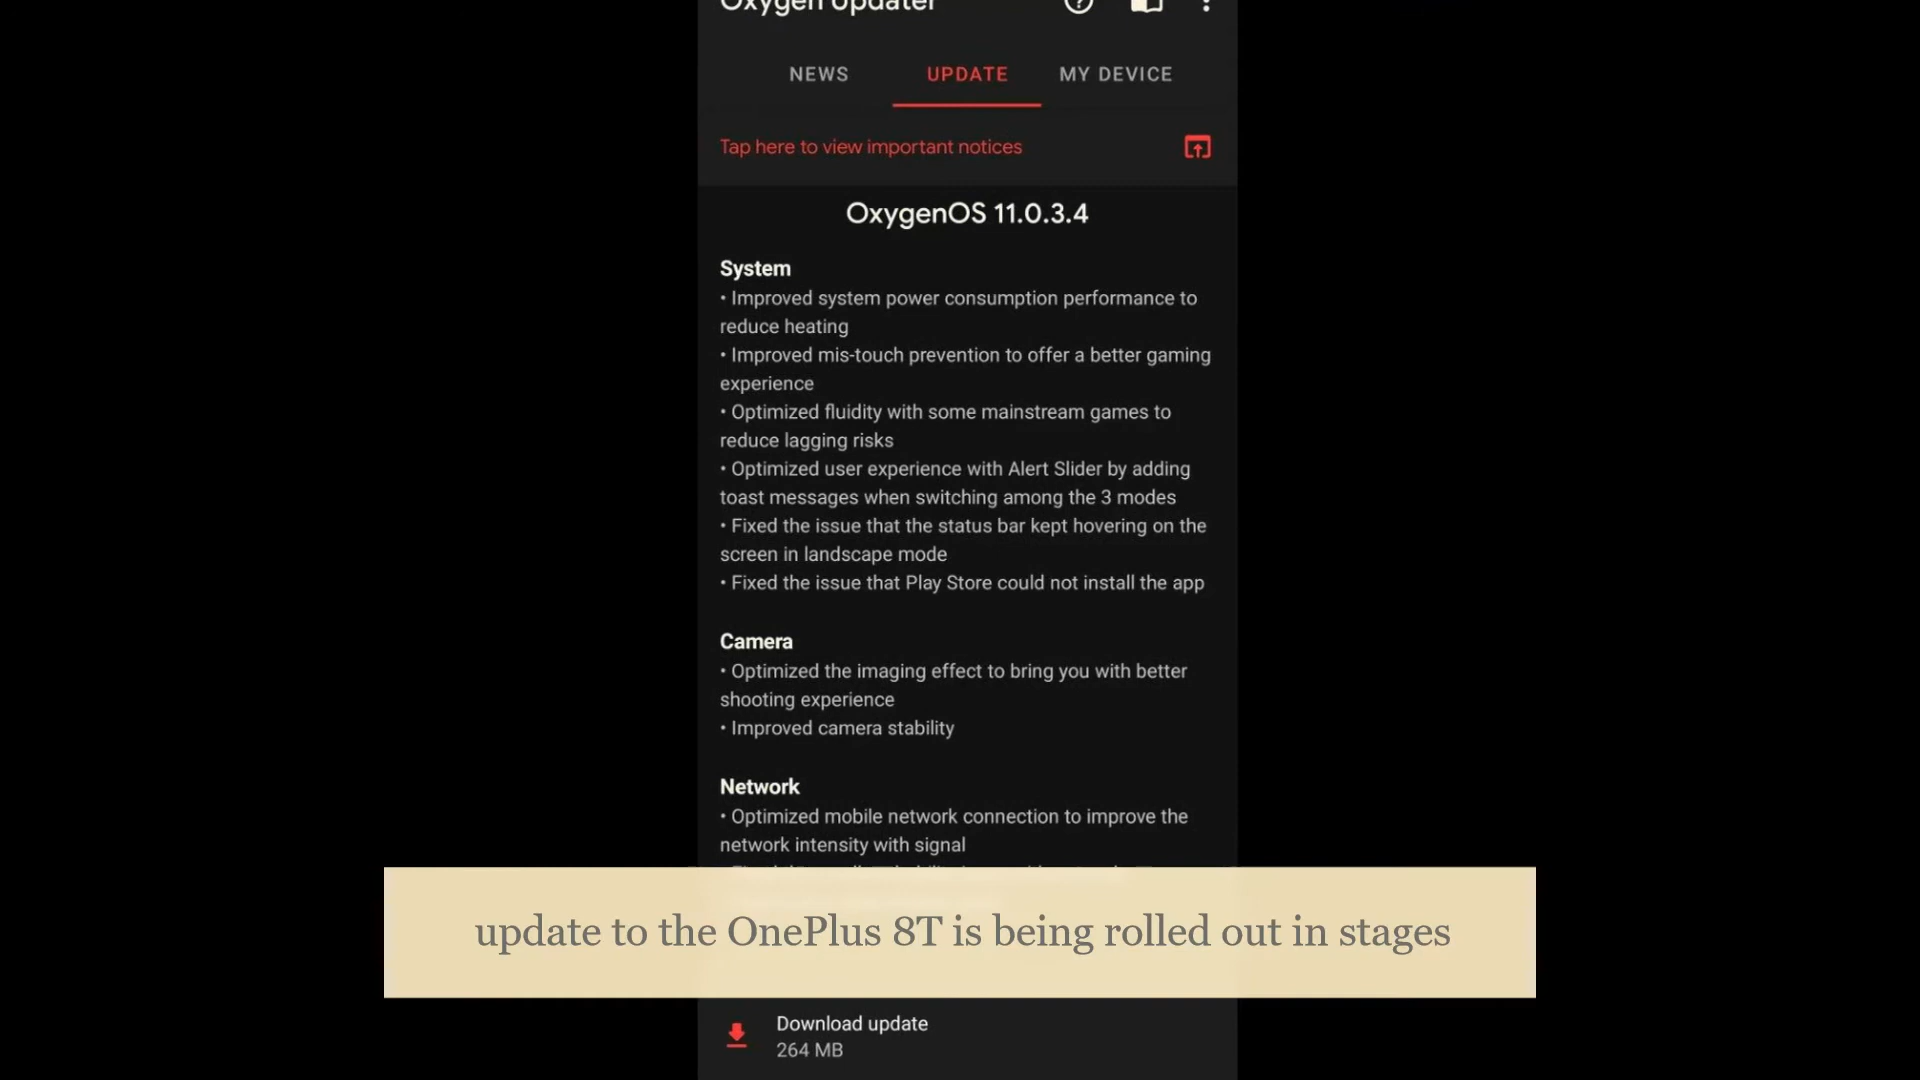 Oxygen Updater
NEWS UPDATE MY DEVICE
Tap here to view important notices
OxygenOS 11.0.3.4
System
• Improved system power consumption performance to
reduce heating
• Improved mis-touch prevention to offer a better gaming
experience
• Optimized fluidity with some mainstream games to
reduce lagging risks
• Optimized user experience with Alert Slider by adding
toast messages when switching among the 3 modes
• Fixed the issue that the status bar kept hovering on the
screen in landscape mode
• Fixed the issue that Play Store could not install the app
Camera
• Optimized the imaging effect to bring you with better
shooting experience
• Improved camera stability
Network
• Optimized mobile network connection to improve the
network intensity with signal
update to the OnePlus 8T is being rolled out in stages
Download update
264 MB